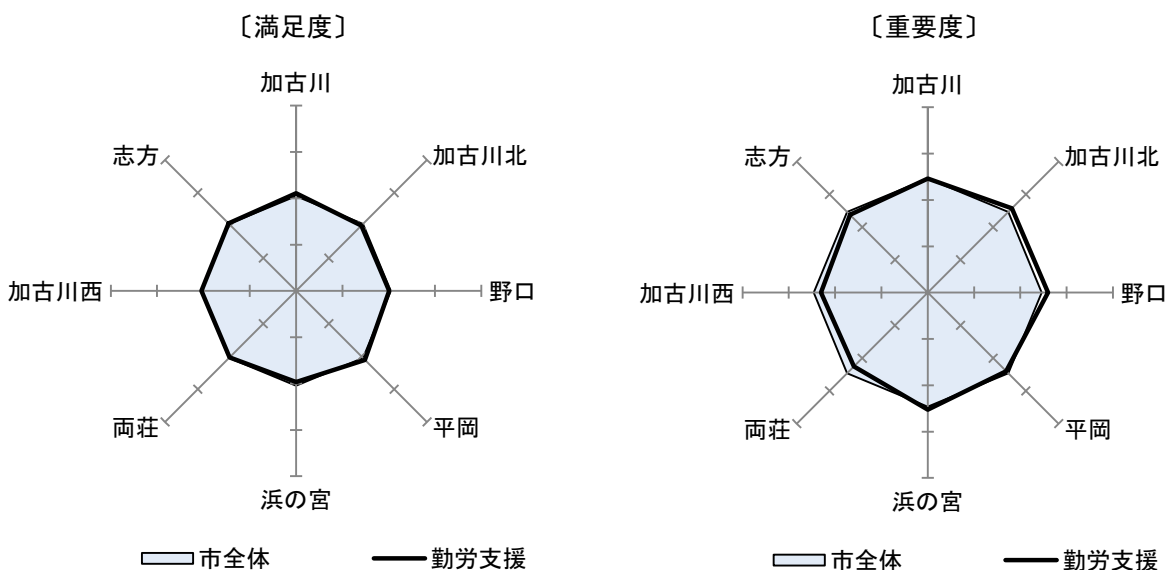 〔満足度〕
加古川
加古川北
野口
平岡
浜の宮
両荘
加古川西
志方
市全体
勤労支援
〔重要度〕
加古川
加古川北
野口
平岡
浜の宮
両荘
加古川西
志方
市全体
勤労支援